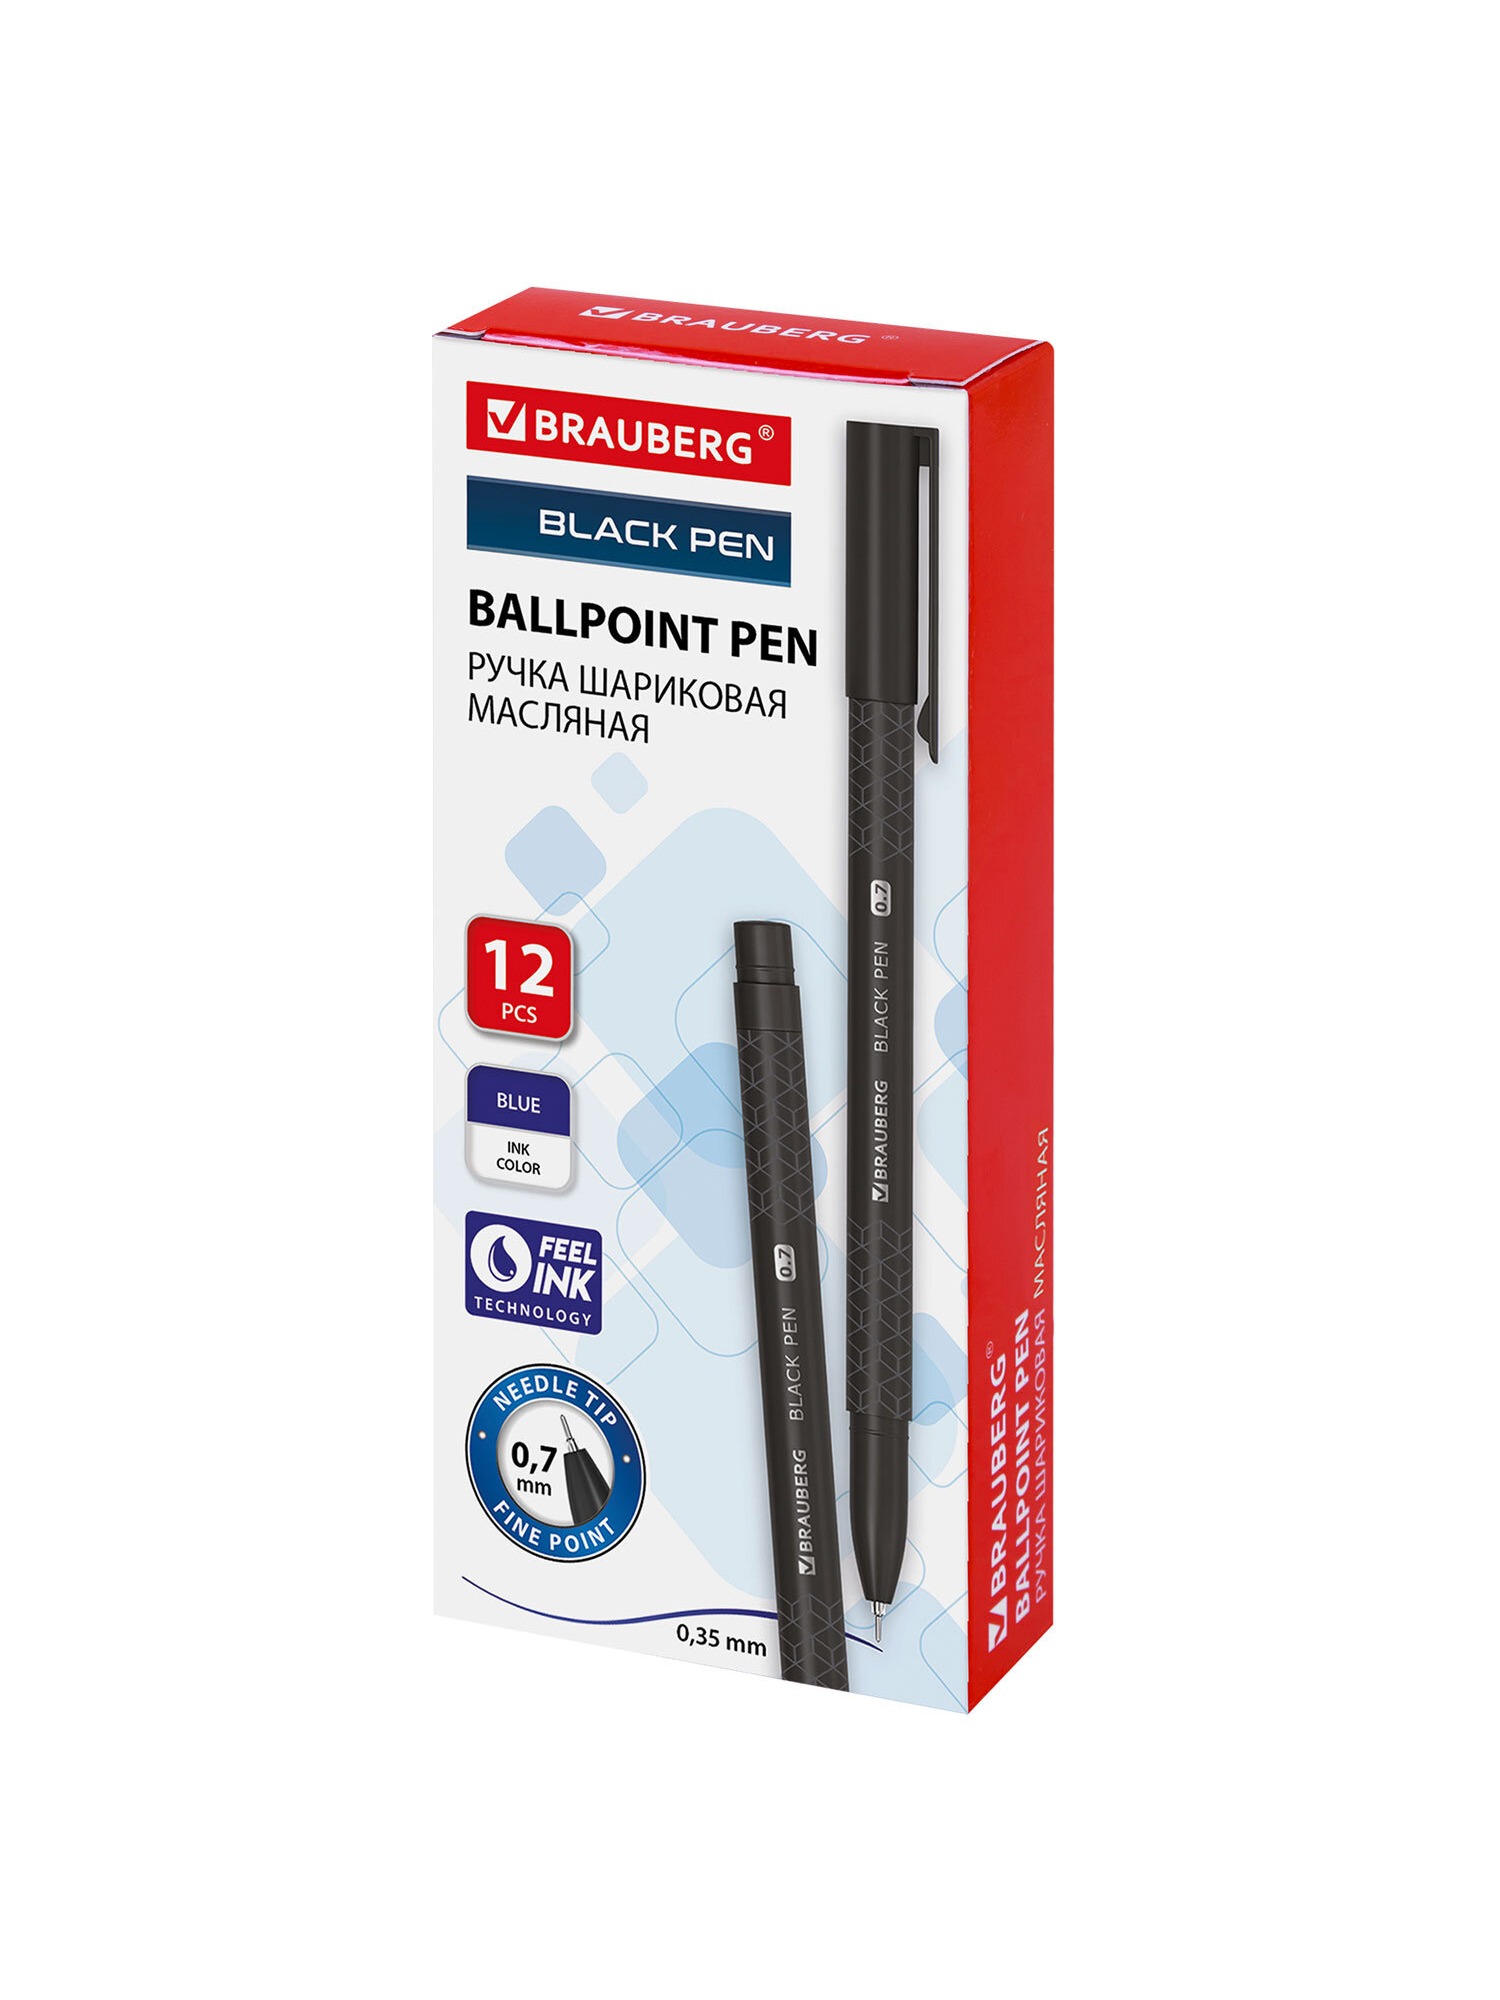 BRAUBERG ®
BRAUBERG®
BLACK PEN
BALLPOINT PEN
РУЧКА ШАРИКОВАЯ
МАСЛЯНАЯ
12
PCS
BLUE
INK
COLOR
FEEL
INK
TECHNOLOGY
NEEDLE TIP
0,7
mm
FINE POINT
0,35 mm
BRAUBERG BLACK PEN 0.7
BRAUBERG BLACK PEN 0.7
BRAUBERG®
BALLPOINT PEN
РУЧКА ШАРИКОВАЯ МАСЛЯНАЯ